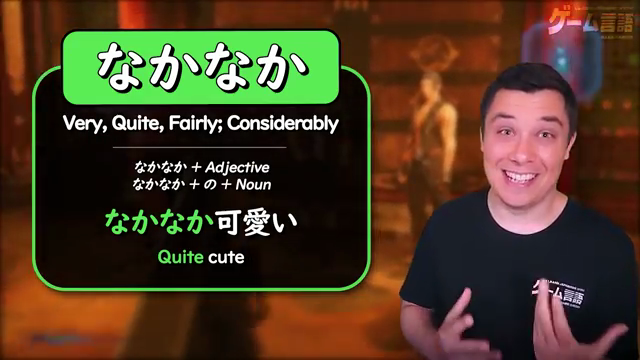 なかなか
Very, Quite, Fairly; Considerably
なかなか + Adjective
なかなか + の + Noun
なかなか可愛い
Quite cute
ゲーム言語
ゲーム言語